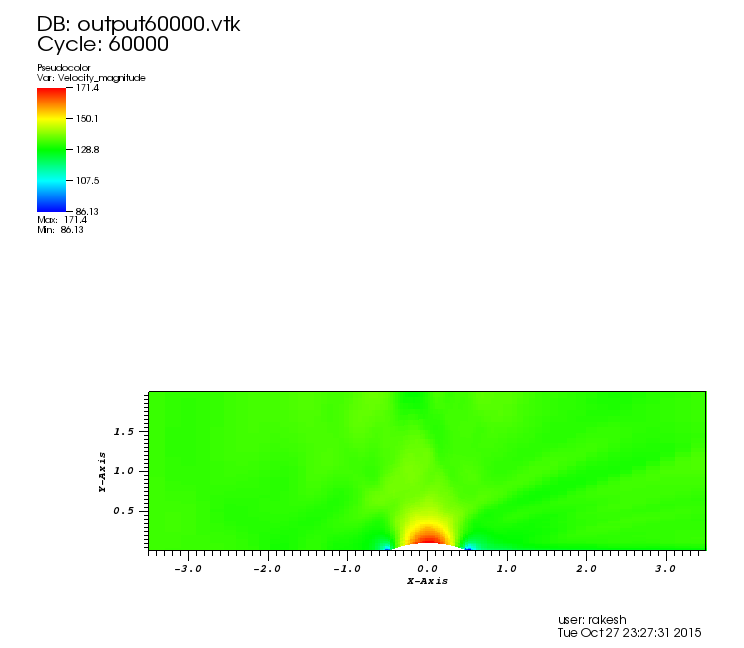 DB: output60000.vtk
Cycle: 60000
Pseudocolor
Var: Velocity_magnitude
171.4
150.1
128.8
107.5
86.13
Max: 171.4
Min: 86.13
1.5
1.0
0.5
Y-Axis
-3.0 -2.0 -1.0 0.0 1.0 2.0 3.0
X-Axis
user: rakesh
Tue Oct 27 23:27:31 2015